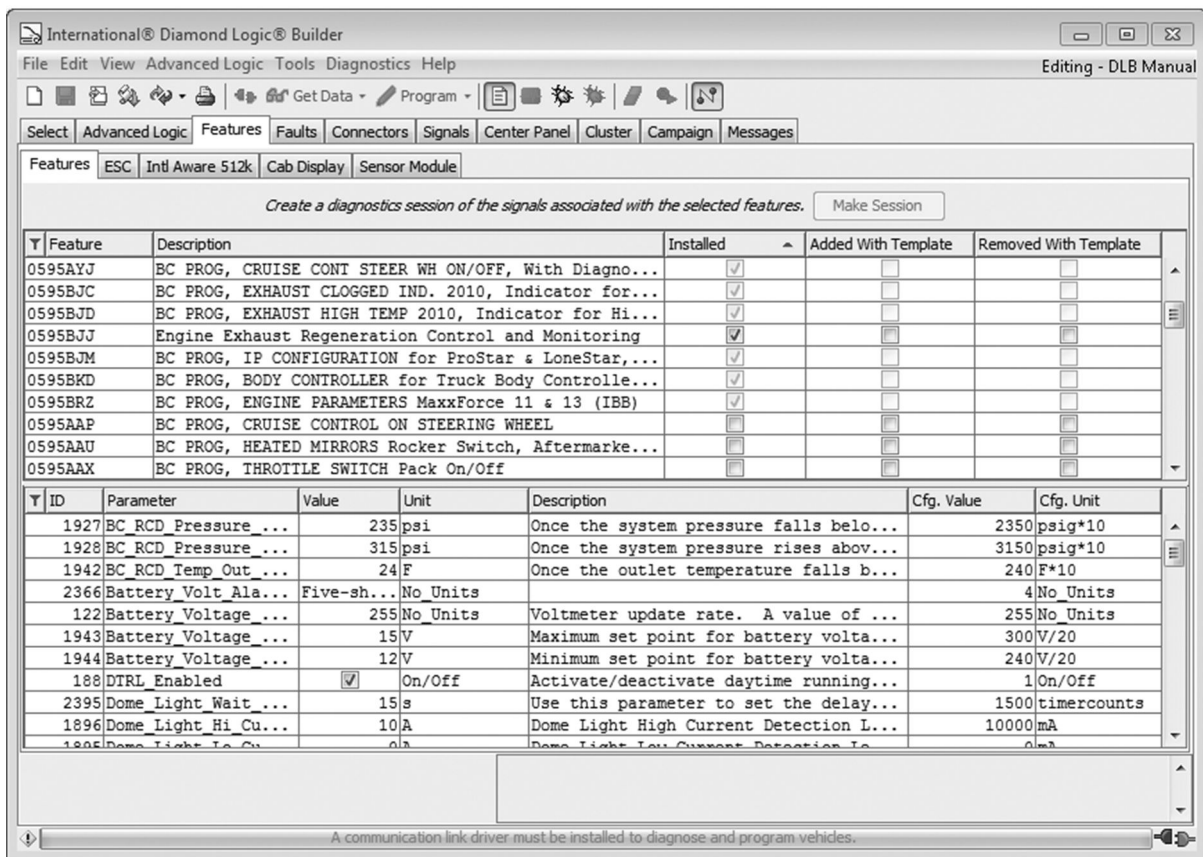 International® Diamond Logic® Builder
File Edit View Advanced Logic Tools Diagnostics Help Editing - DLB Manual
Get Data Program
Select Advanced Logic Features Faults Connectors Signals Center Panel Cluster Campaign Messages
Features ESC Intl Aware 512k Cab Display Sensor Module
Create a diagnostics session of the signals associated with the selected features. Make Session
Feature Description Installed Added With Template Removed With Template
0595AYJ BC PROG, CRUISE CONT STEER WH ON/OFF, With Diagno...
0595BJC BC PROG, EXHAUST CLOGGED IND. 2010, Indicator for...
0595BJD BC PROG, EXHAUST HIGH TEMP 2010, Indicator for Hi...
0595BJJ Engine Exhaust Regeneration Control and Monitoring
0595BJM BC PROG, IP CONFIGURATION for ProStar & LoneStar,...
0595BKD BC PROG, BODY CONTROLLER for Truck Body Controlle...
0595BRZ BC PROG, ENGINE PARAMETERS MaxxForce 11 & 13 (IBB)
0595AAP BC PROG, CRUISE CONTROL ON STEERING WHEEL
0595AAU BC PROG, HEATED MIRRORS Rocker Switch, Aftermarke...
0595AAX BC PROG, THROTTLE SWITCH Pack On/Off
ID Parameter Value Unit Description Cfg. Value Cfg. Unit
1927 BC_RCD_Pressure_... 235 psi Once the system pressure falls belo... 2350 psig*10
1928 BC_RCD_Pressure_... 315 psi Once the system pressure rises abov... 3150 psig*10
1942 BC_RCD_Temp_Out_... 24 F Once the outlet temperature falls b... 240 F*10
2366 Battery_Volt_Ala... Five-sh... No_Units 4 No_Units
122 Battery_Voltage_... 255 No_Units Voltmeter update rate. A value of ... 255 No_Units
1943 Battery_Voltage_... 15 V Maximum set point for battery volta... 300 V/20
1944 Battery_Voltage_... 12 V Minimum set point for battery volta... 240 V/20
188 DTRL_Enabled On/Off Activate/deactivate daytime running... 1 On/Off
2395 Dome_Light_Wait_... 15 s Use this parameter to set the delay... 1500 timercounts
1896 Dome_Light_Hi_Cu... 10 A Dome Light High Current Detection L... 10000 mA
1895 Dome_Light_Lo_Cu... 0 A Dome Light Low Current Detection Le... 0 mA
A communication link driver must be installed to diagnose and program vehicles.